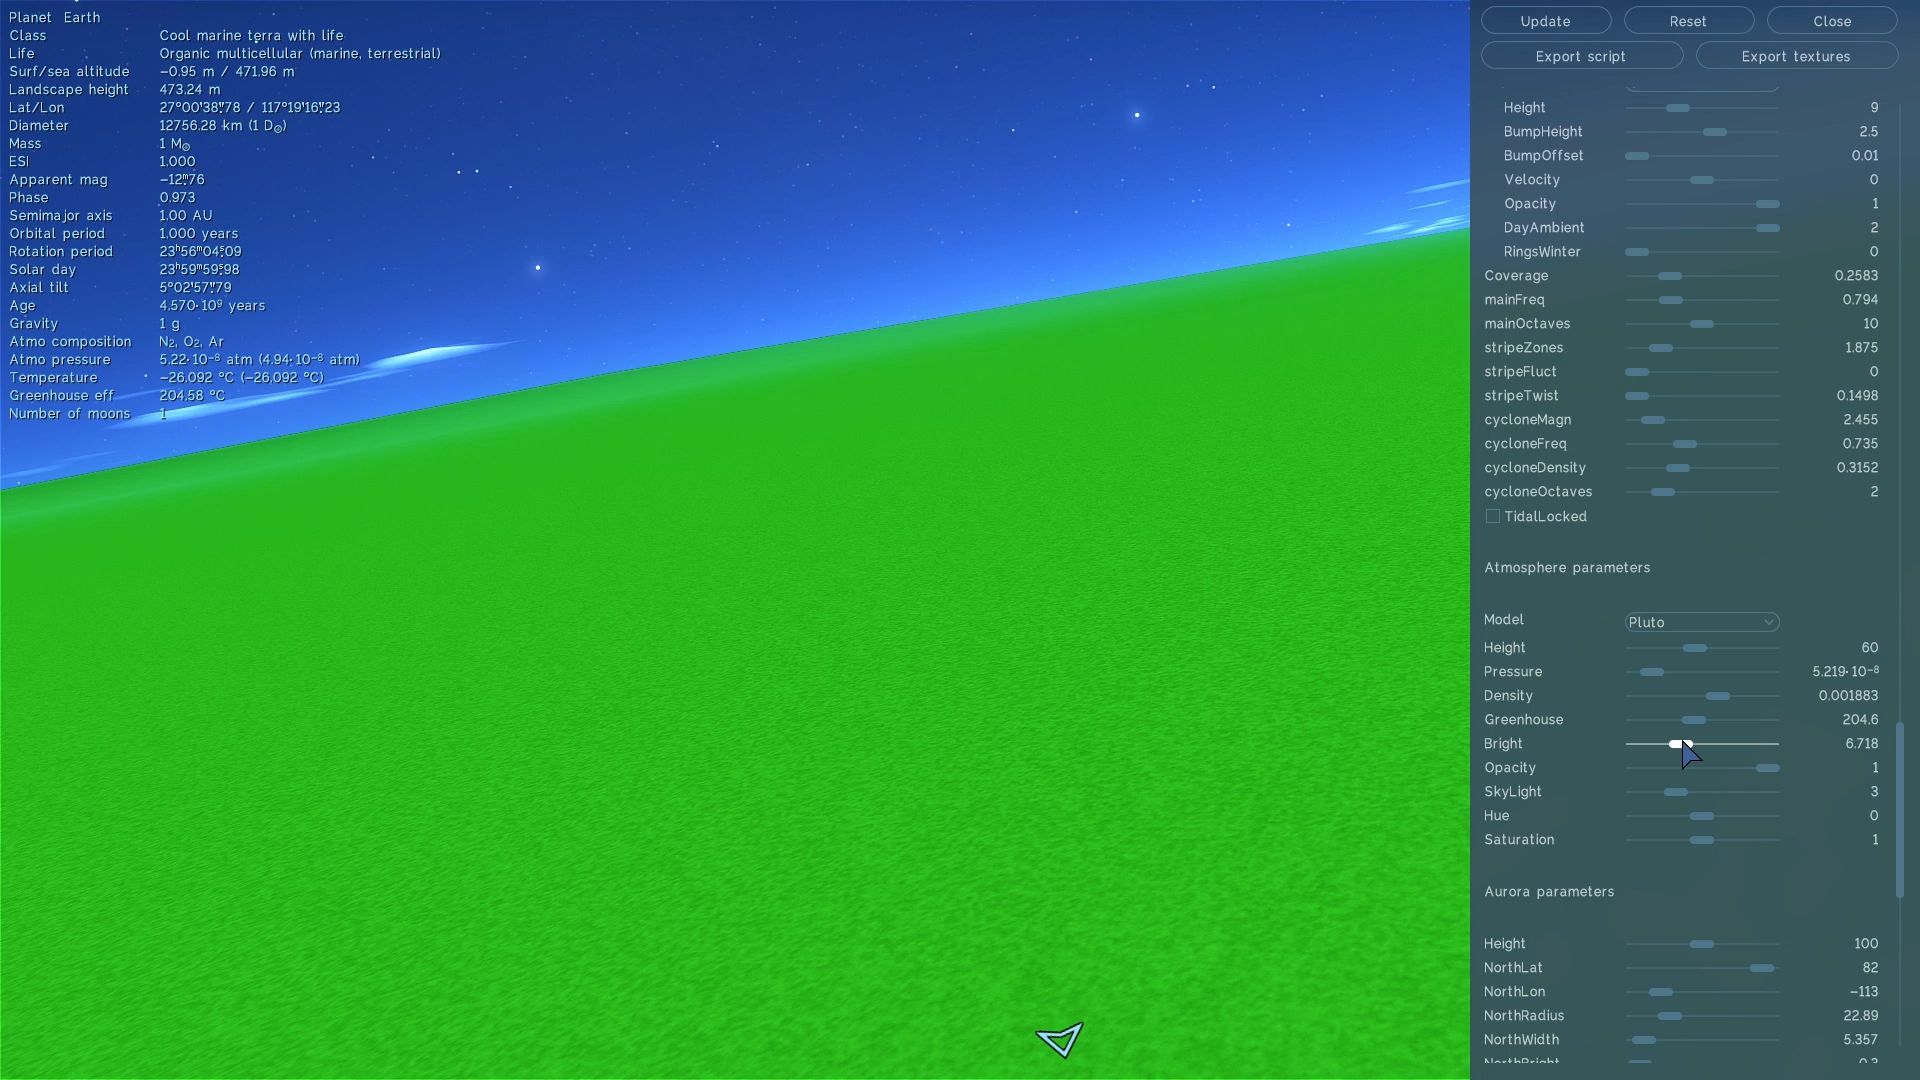 Planet Earth
Class Cool marine terra with life
Life Organic multicellular (marine, terrestrial)
Surf/sea altitude −0.95 m / 471.96 m
Landscape height 473.24 m
Lat/Lon 27°00'38"78 / 117°19'16"23
Diameter 12756.28 km (1 D⊕)
Mass 1 M⊕
ESI 1.000
Apparent mag −12ᵐ76
Phase 0.973
Semimajor axis 1.00 AU
Orbital period 1.000 years
Rotation period 23ʰ56ᵐ04ˢ09
Solar day 23ʰ59ᵐ59ˢ98
Axial tilt 5°02'57"79
Age 4.570·10⁹ years
Gravity 1 g
Atmo composition N₂, O₂, Ar
Atmo pressure 5.22·10⁻⁸ atm (4.94·10⁻⁸ atm)
Temperature −26.092 °C (−26.092 °C)
Greenhouse eff 204.58 °C
Number of moons 1
Update Reset Close
Export script Export textures
Height 9
BumpHeight 2.5
BumpOffset 0.01
Velocity 0
Opacity 1
DayAmbient 2
RingsWinter 0
Coverage 0.2583
mainFreq 0.794
mainOctaves 10
stripeZones 1.875
stripeFluct 0
stripeTwist 0.1498
cycloneMagn 2.455
cycloneFreq 0.735
cycloneDensity 0.3152
cycloneOctaves 2
TidalLocked
Atmosphere parameters
Model Pluto
Height 60
Pressure 5.219·10⁻⁸
Density 0.001883
Greenhouse 204.6
Bright 6.718
Opacity 1
SkyLight 3
Hue 0
Saturation 1
Aurora parameters
Height 100
NorthLat 82
NorthLon −113
NorthRadius 22.89
NorthWidth 5.357
NorthBright 0.3